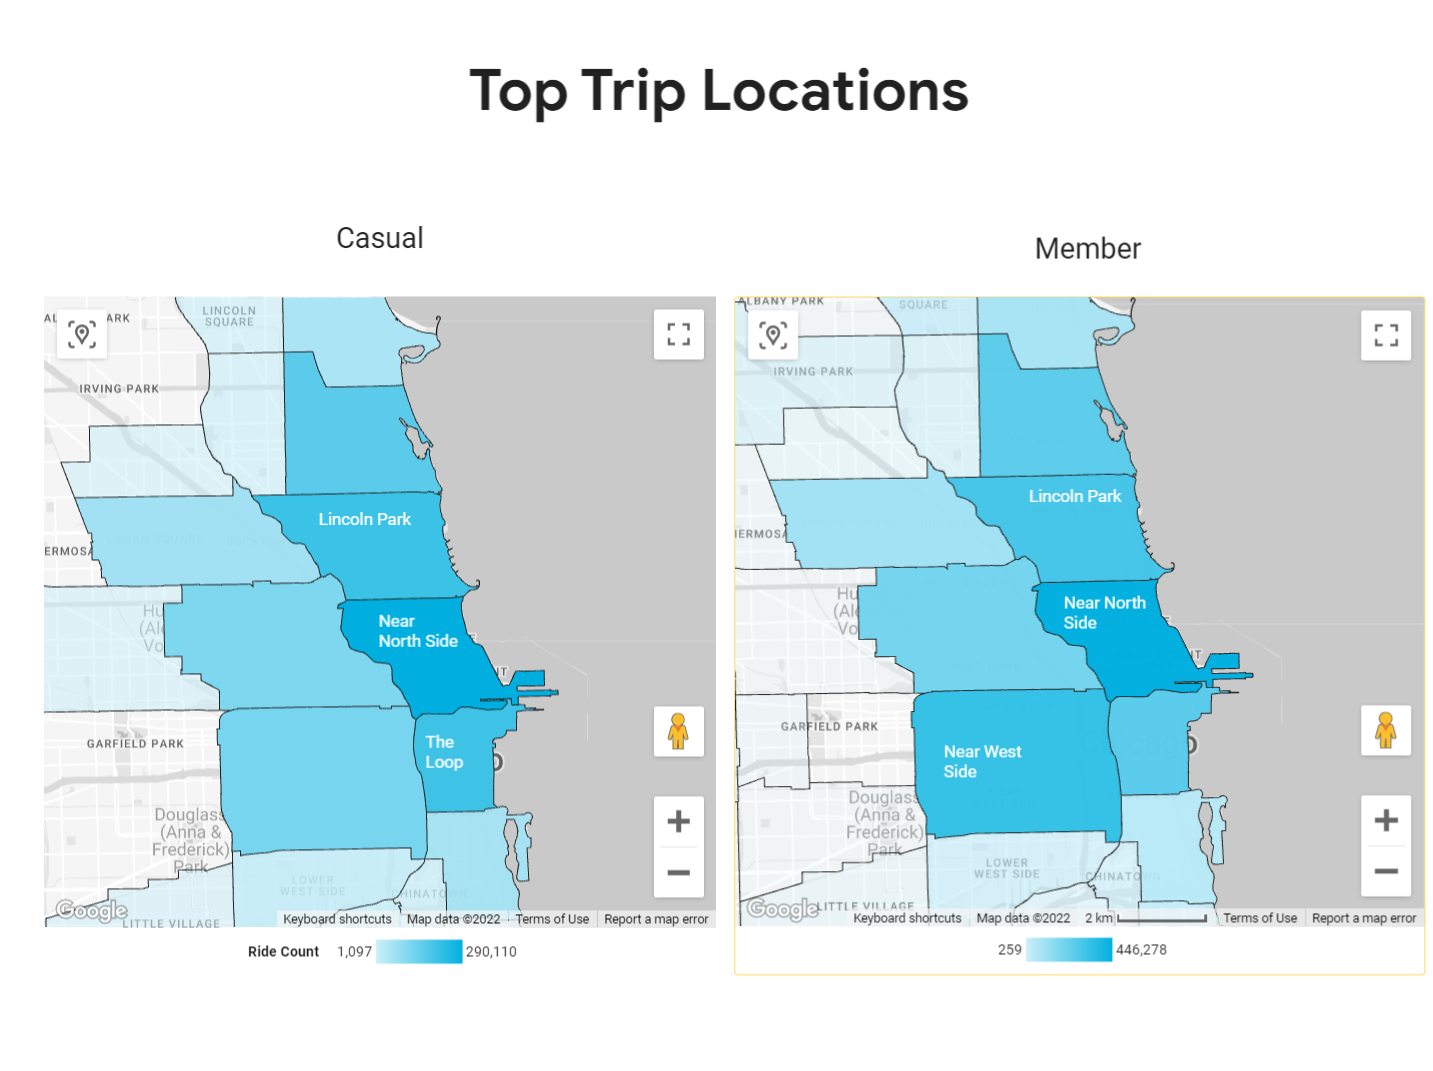 Top Trip Locations
Casual
LINCOLN
SQUARE
IRVING PARK
Lincoln Park
Near
North Side
GARFIELD PARK
The
Loop
Douglass
(Anna &
Frederick)
Park
LOWER
WEST SIDE
CHINATOWN
LITTLE VILLAGE
Google
Keyboard shortcuts Map data ©2022 Terms of Use Report a map error
Ride Count 1,097 290,110
Member
ALBANY PARK
SQUARE
IRVING PARK
Lincoln Park
Near North
Side
GARFIELD PARK
Near West
Side
Douglass
(Anna &
Frederick)
Park
LOWER
WEST SIDE
CHINATOWN
LITTLE VILLAGE
Google
Keyboard shortcuts Map data ©2022 2 km Terms of Use Report a map error
259 446,278